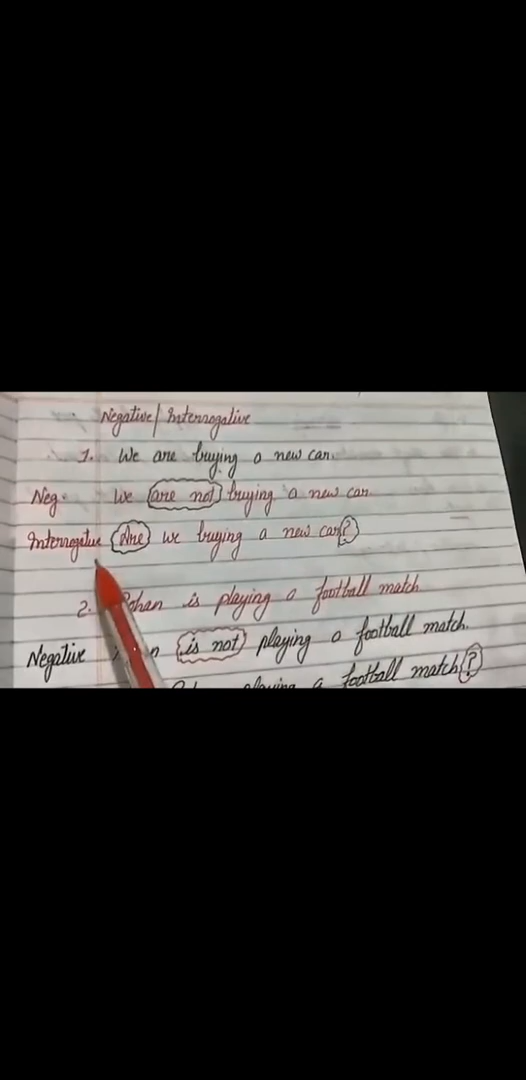 Negative/Interrogative
1. We are buying a new car.
Neg. We are not buying a new car.
Interrogative Are we buying a new car?
2. Rohan is playing a football match
Negative is not playing a football match.
playing a football match?